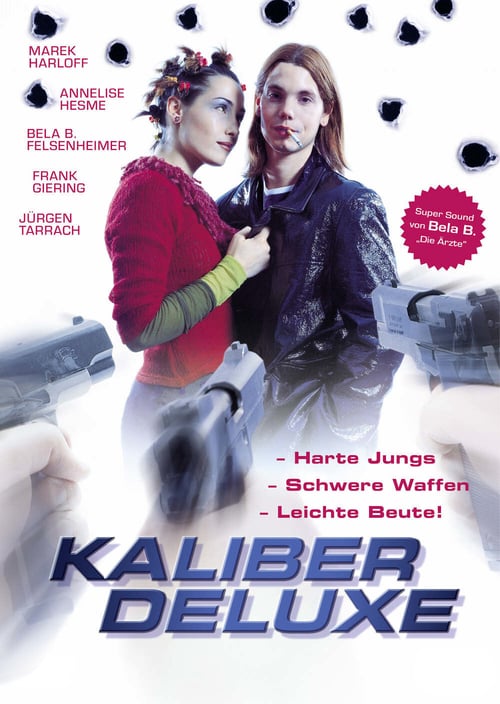 MAREK
HARLOFF
ANNELISE
HESME
BELA B.
FELSENHEIMER
FRANK
GIERING
JÜRGEN
TARRACH
Super Sound
von Bela B.
„Die Ärzte"
– Harte Jungs
– Schwere Waffen
– Leichte Beute!
KALIBER
DELUXE